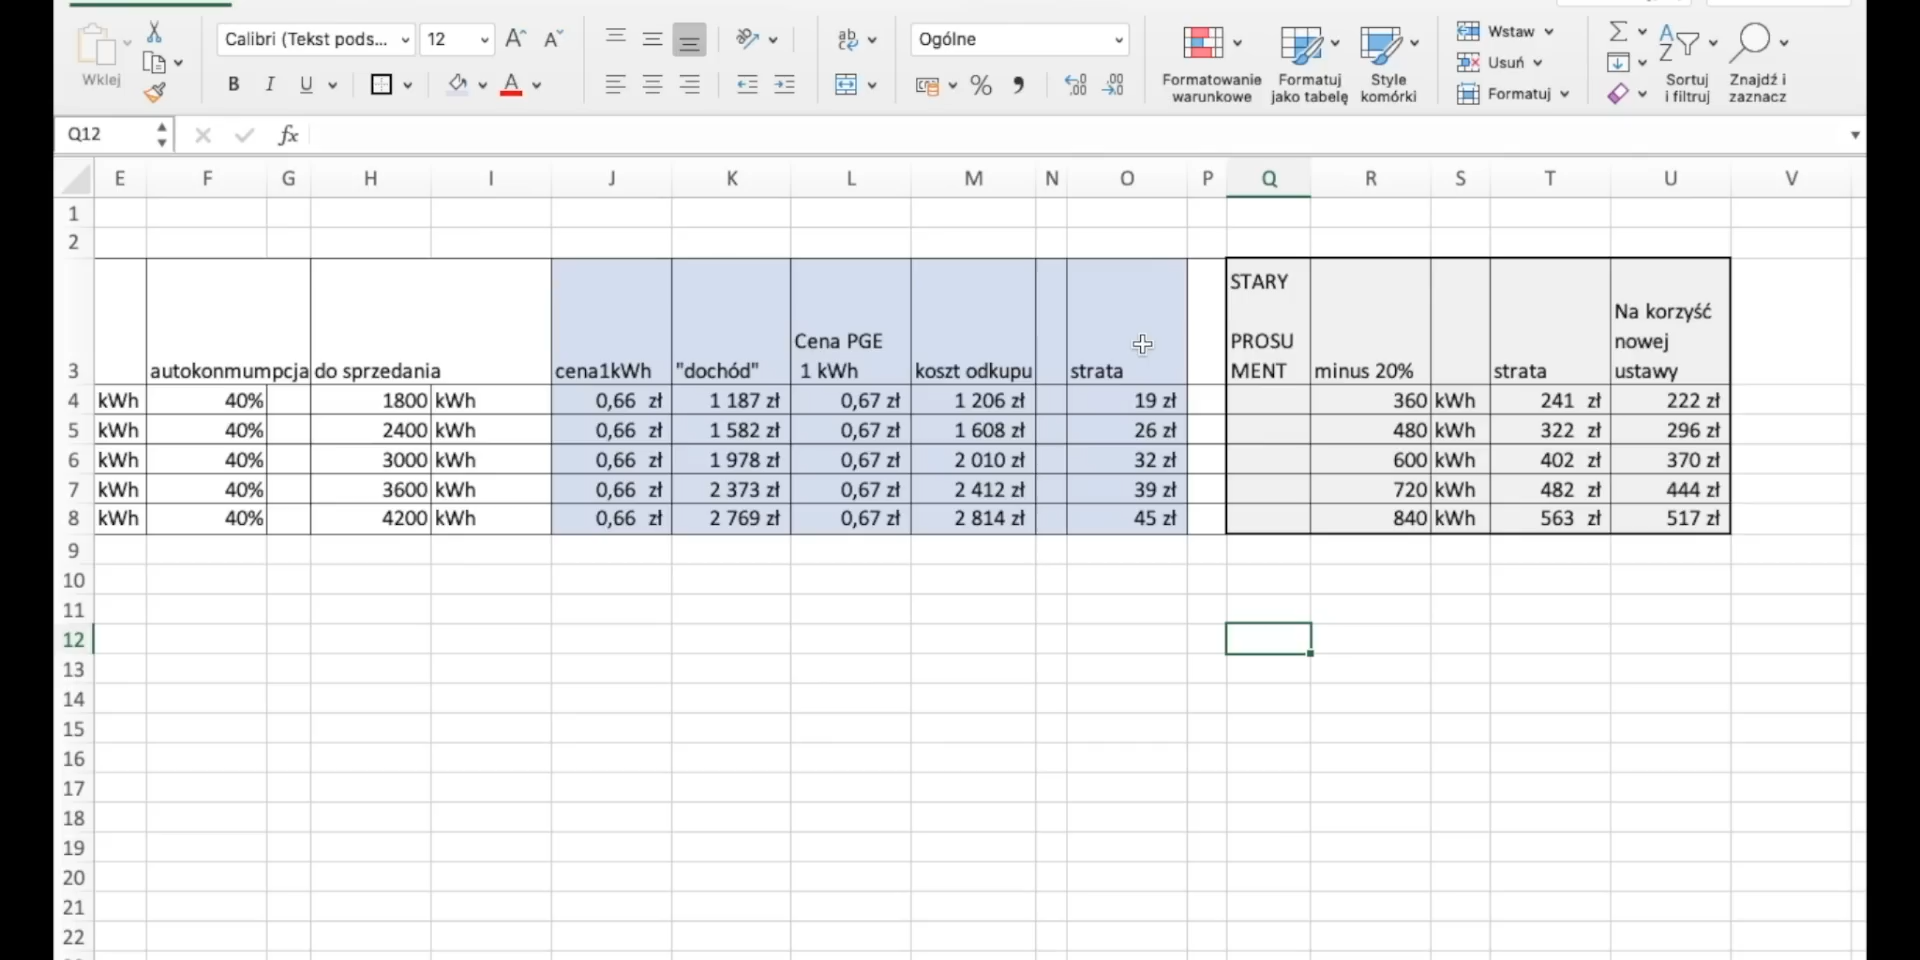 Wklej
Calibri (Tekst pods...
12
A^ A˅
B I U A
ab
Ogólne
% ,
Formatowanie warunkowe
Formatuj jako tabelę
Style komórki
Wstaw
Usuń
Formatuj
Sortuj i filtruj
Znajdź i zaznacz
Q12
fx
E F G H I J K L M N O P Q R S T U V
1
2
3 autokonmumpcja do sprzedania cena1kWh "dochód" Cena PGE 1 kWh koszt odkupu strata STARY PROSUMENT minus 20% strata Na korzyść nowej ustawy
4 kWh 40% 1800 kWh 0,66 zł 1 187 zł 0,67 zł 1 206 zł 19 zł 360 kWh 241 zł 222 zł
5 kWh 40% 2400 kWh 0,66 zł 1 582 zł 0,67 zł 1 608 zł 26 zł 480 kWh 322 zł 296 zł
6 kWh 40% 3000 kWh 0,66 zł 1 978 zł 0,67 zł 2 010 zł 32 zł 600 kWh 402 zł 370 zł
7 kWh 40% 3600 kWh 0,66 zł 2 373 zł 0,67 zł 2 412 zł 39 zł 720 kWh 482 zł 444 zł
8 kWh 40% 4200 kWh 0,66 zł 2 769 zł 0,67 zł 2 814 zł 45 zł 840 kWh 563 zł 517 zł
9
10
11
12
13
14
15
16
17
18
19
20
21
22